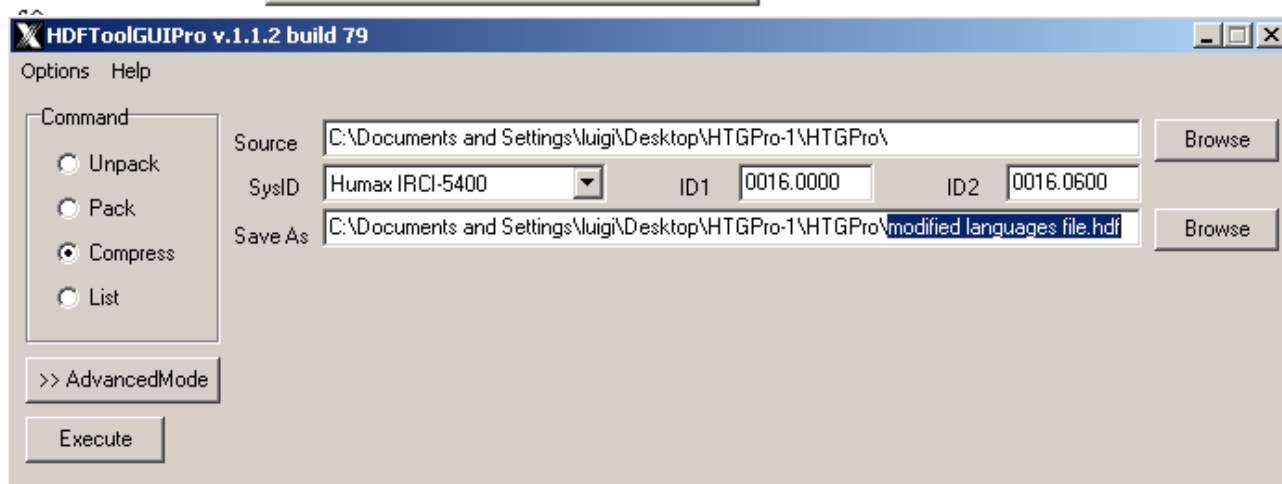 HDFToolGUIPro v.1.1.2 build 79
Options Help
Command
Unpack
Pack
Compress
List
Source C:\Documents and Settings\luigi\Desktop\HTGPro-1\HTGPro\ Browse
SysID Humax IRCI-5400 ID1 0016.0000 ID2 0016.0600
Save As C:\Documents and Settings\luigi\Desktop\HTGPro-1\HTGPro\modified languages file.hdf Browse
>> AdvancedMode
Execute